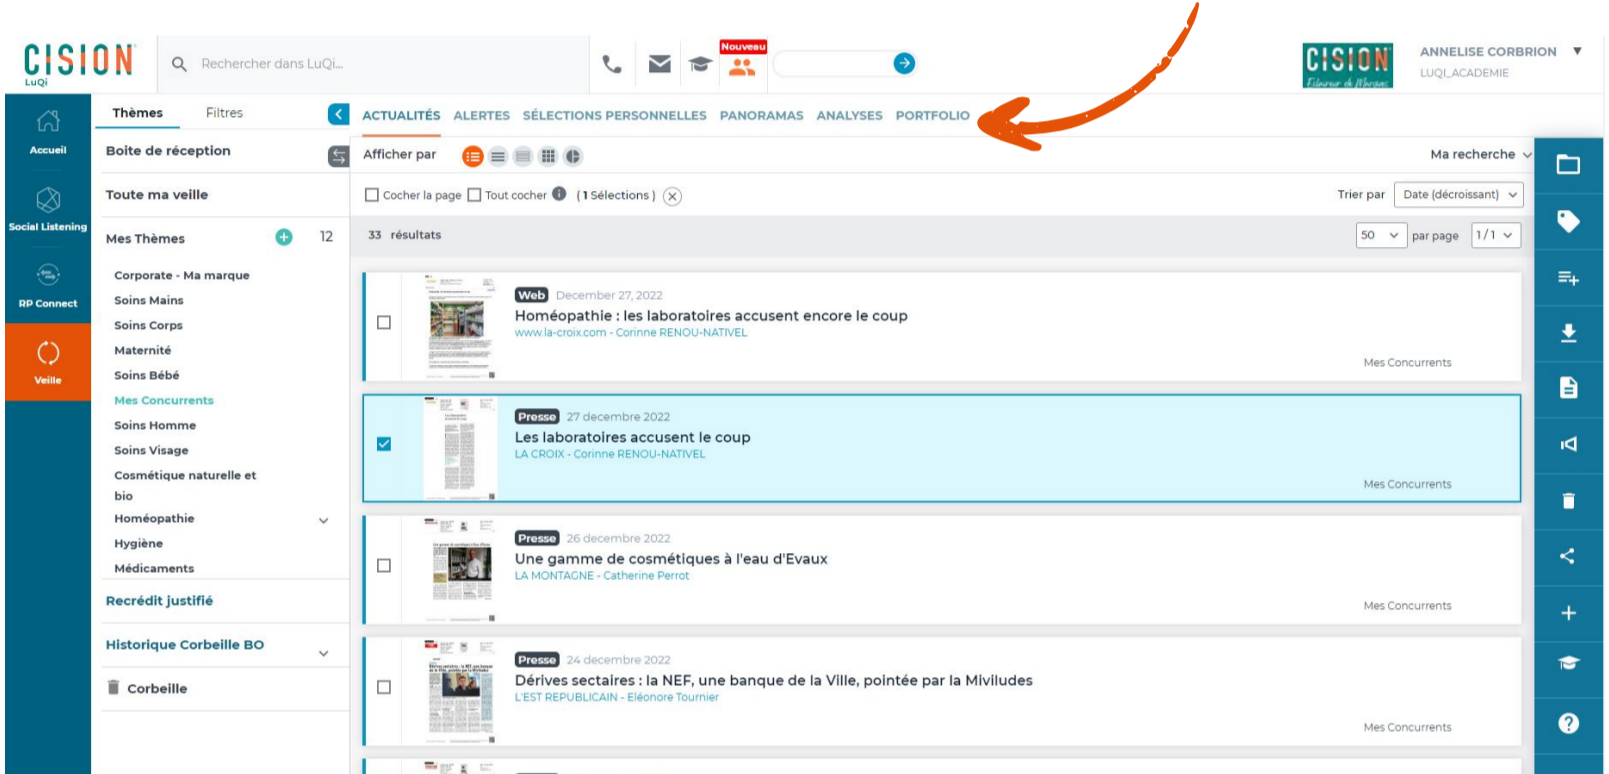 CISION
LuQi
Rechercher dans LuQi...
Nouveau
CISION
ANNELISE CORBRION
LUQI_ACADEMIE
Accueil
Social Listening
RP Connect
Veille
Thèmes
Filtres
Boite de réception
Toute ma veille
Mes Thèmes
12
Corporate - Ma marque
Soins Mains
Soins Corps
Maternité
Soins Bébé
Mes Concurrents
Soins Homme
Soins Visage
Cosmétique naturelle et
bio
Homéopathie
Hygiène
Médicaments
Recrédit justifié
Historique Corbeille BO
Corbeille
ACTUALITÉS ALERTES SÉLECTIONS PERSONNELLES PANORAMAS ANALYSES PORTFOLIO
Afficher par
Ma recherche
Cocher la page Tout cocher (1 Sélections)
Trier par Date (décroissant)
33 résultats
50 par page 1/1
Web December 27, 2022
Homéopathie : les laboratoires accusent encore le coup
www.la-croix.com - Corinne RENOU-NATIVEL
Mes Concurrents
Presse 27 decembre 2022
Les laboratoires accusent le coup
LA CROIX - Corinne RENOU-NATIVEL
Mes Concurrents
Presse 26 decembre 2022
Une gamme de cosmétiques à l'eau d'Evaux
LA MONTAGNE - Catherine Perrot
Mes Concurrents
Presse 24 decembre 2022
Dérives sectaires : la NEF, une banque de la Ville, pointée par la Miviludes
L'EST REPUBLICAIN - Eléonore Tournier
Mes Concurrents